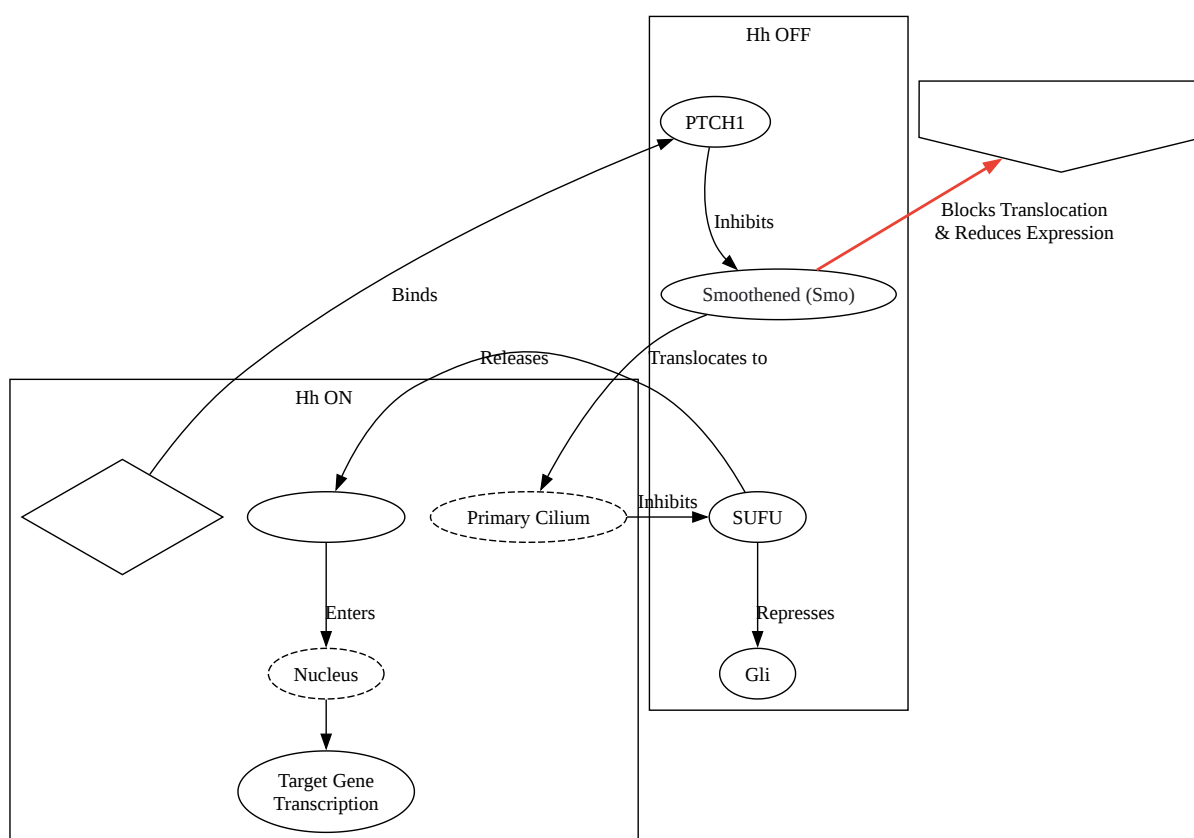 Hh OFF
PTCH1
Inhibits
Blocks Translocation
& Reduces Expression
Binds
Smoothened (Smo)
Releases
Translocates to
Hh ON
Primary Cilium
Inhibits
SUFU
Enters
Represses
Nucleus
Gli
Target Gene
Transcription